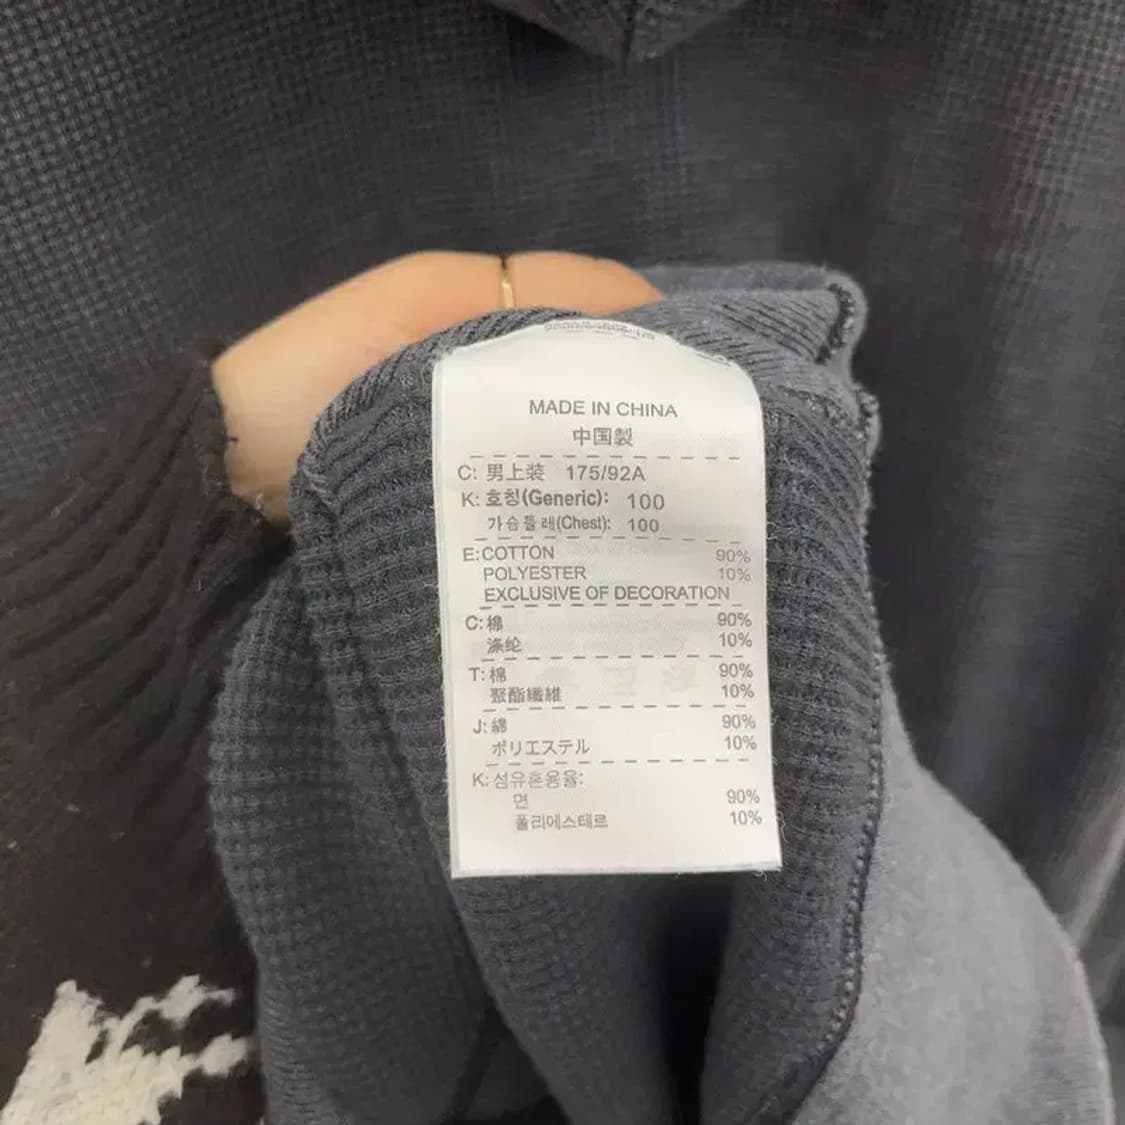 MADE IN CHINA
中国製
C: 男上装 175/92A
K: 호칭(Generic): 100
가슴둘레(Chest): 100
E: COTTON 90%
POLYESTER 10%
EXCLUSIVE OF DECORATION
C: 棉 90%
涤纶 10%
T: 棉 90%
聚酯纖維 10%
J: 綿 90%
ポリエステル 10%
K: 섬유혼용율:
면 90%
폴리에스테르 10%